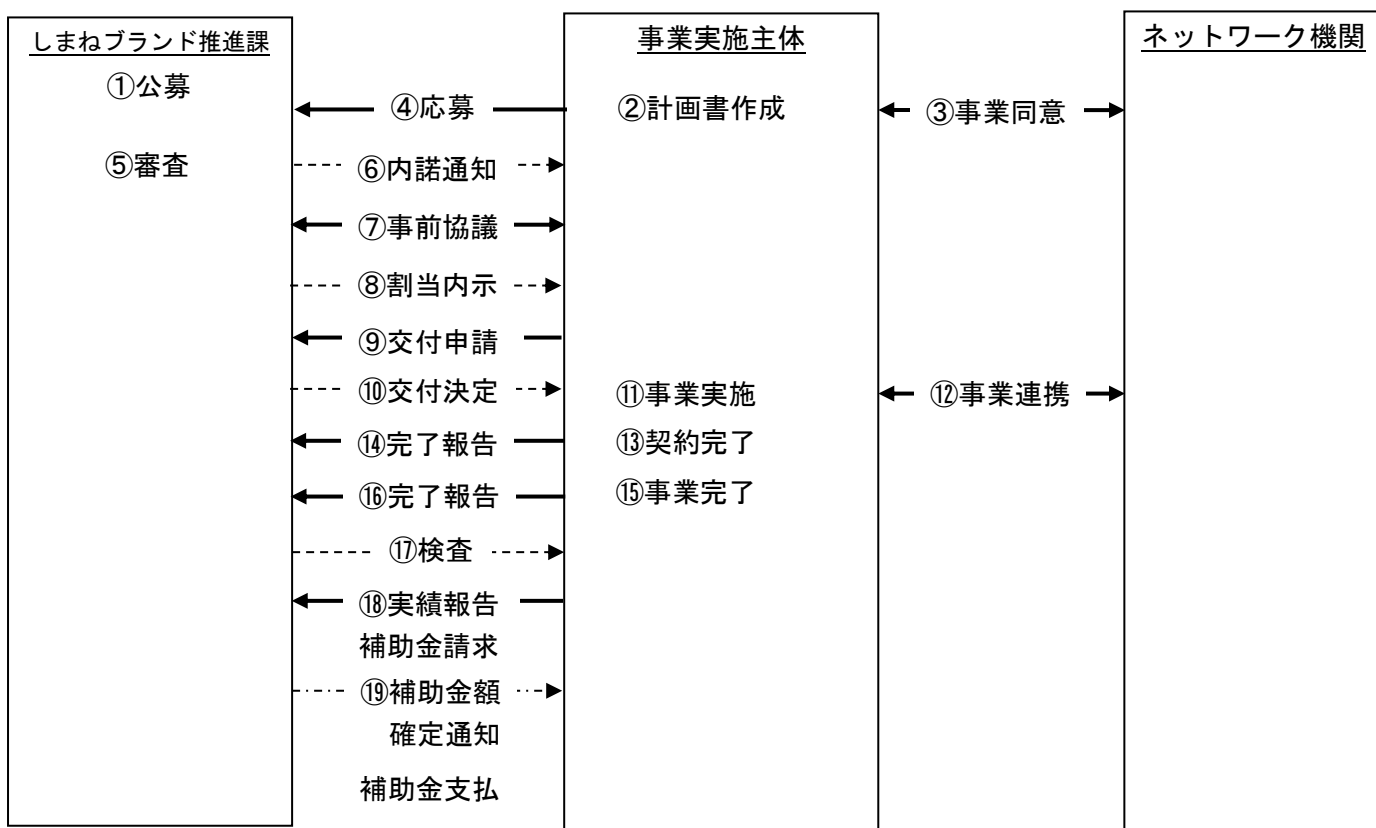 しまねブランド推進課
事業実施主体
ネットワーク機関
①公募
④応募
②計画書作成
③事業同意
⑤審査
⑥内諾通知
⑦事前協議
⑧割当内示
⑨交付申請
⑩交付決定
⑪事業実施
⑫事業連携
⑭完了報告
⑬契約完了
⑯完了報告
⑮事業完了
⑰検査
⑱実績報告
補助金請求
⑲補助金額
確定通知
補助金支払